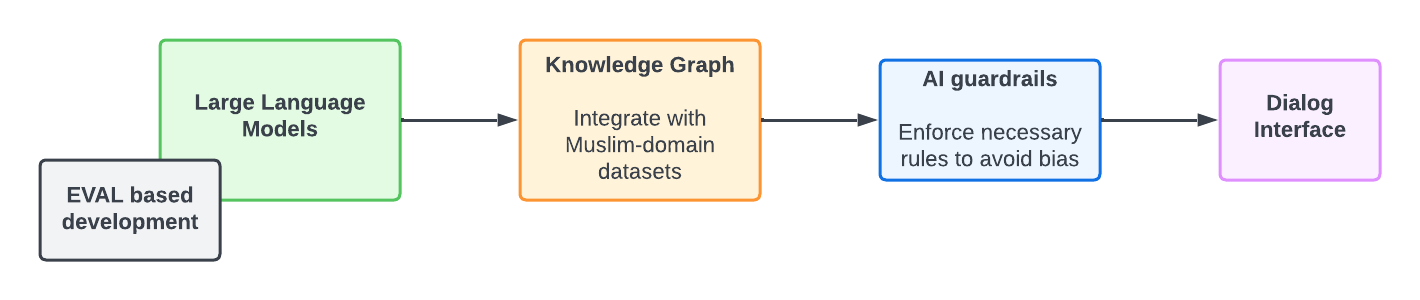 Large Language
Models
EVAL based
development
Knowledge Graph
Integrate with
Muslim-domain
datasets
AI guardrails
Enforce necessary
rules to avoid bias
Dialog
Interface